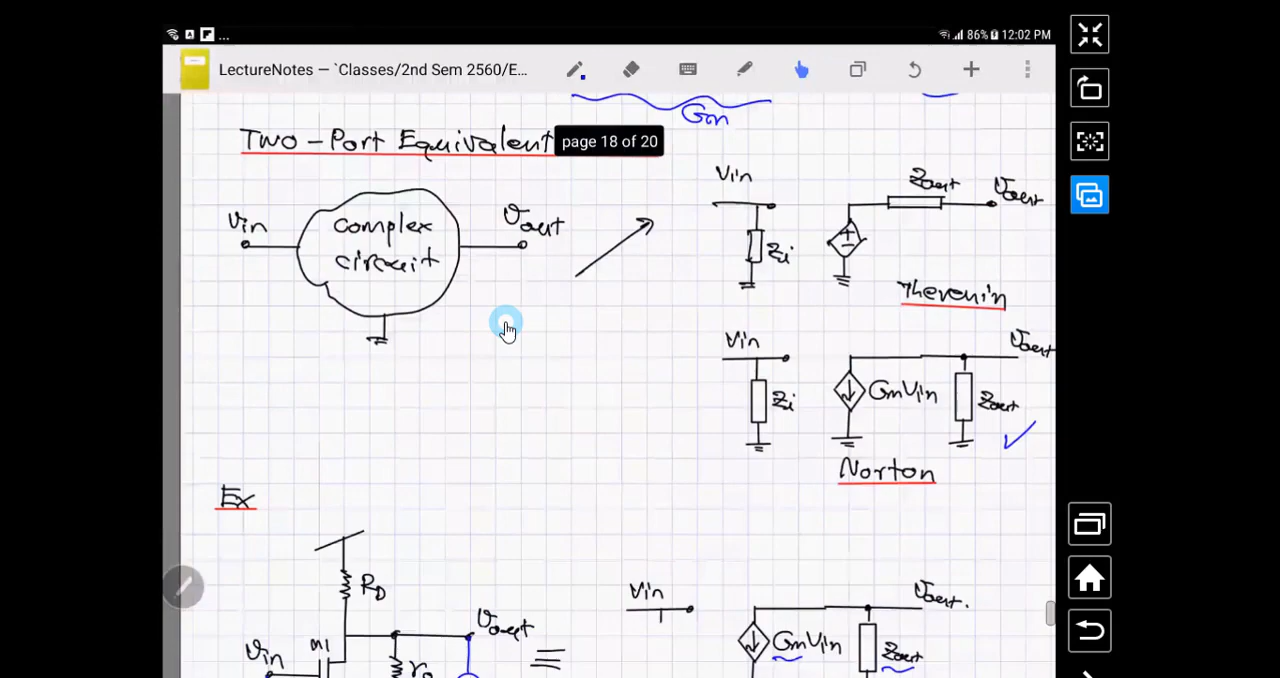 ...
86% 12:02 PM
LectureNotes — `Classes/2nd Sem 2560/E...
Gm
Two-Port Equivalent
page 18 of 20
Vin
Complex
circuit
Vout
Vin
Zi
Zout
Vout
Thevenin
Vin
Zi
GmVin
Zout
Vout
Norton
Ex
RD
Vin
M1
ro
Vout
≡
Vin
GmVin
Zout
Vout.